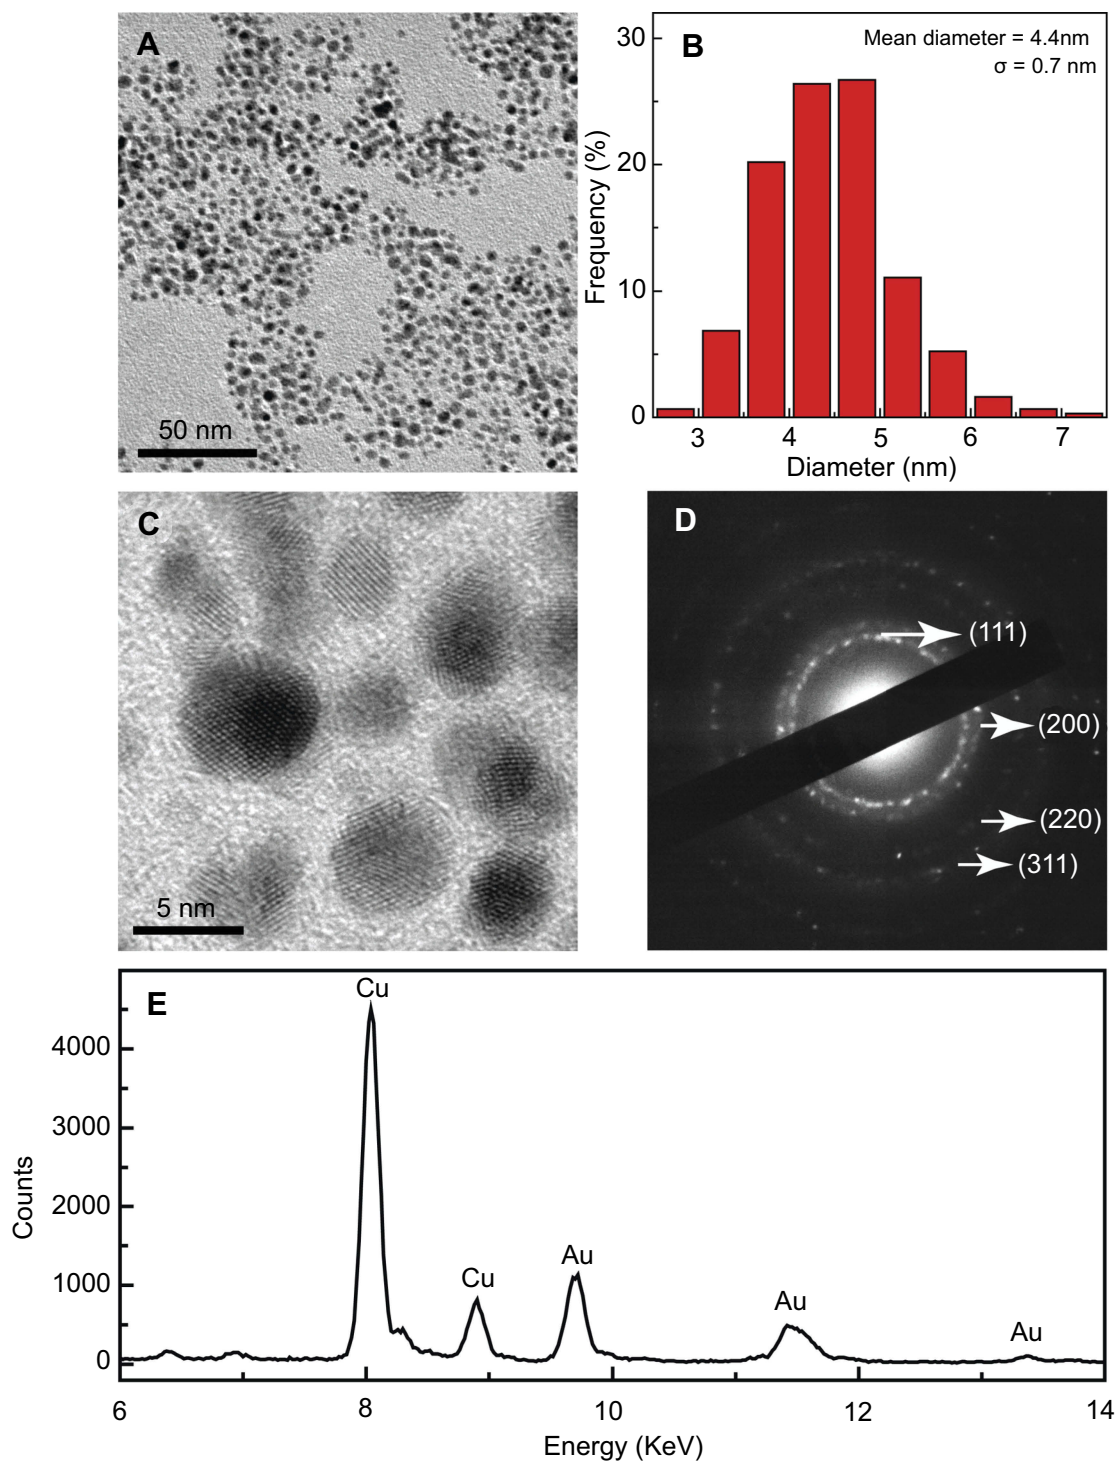 A
50 nm
B
Mean diameter = 4.4nm
σ = 0.7 nm
30
20
10
0
Frequency (%)
3 4 5 6 7
Diameter (nm)
C
5 nm
D
(111)
(200)
(220)
(311)
E
Cu
Cu
Au
Au
Au
4000
3000
2000
1000
0
Counts
6 8 10 12 14
Energy (KeV)